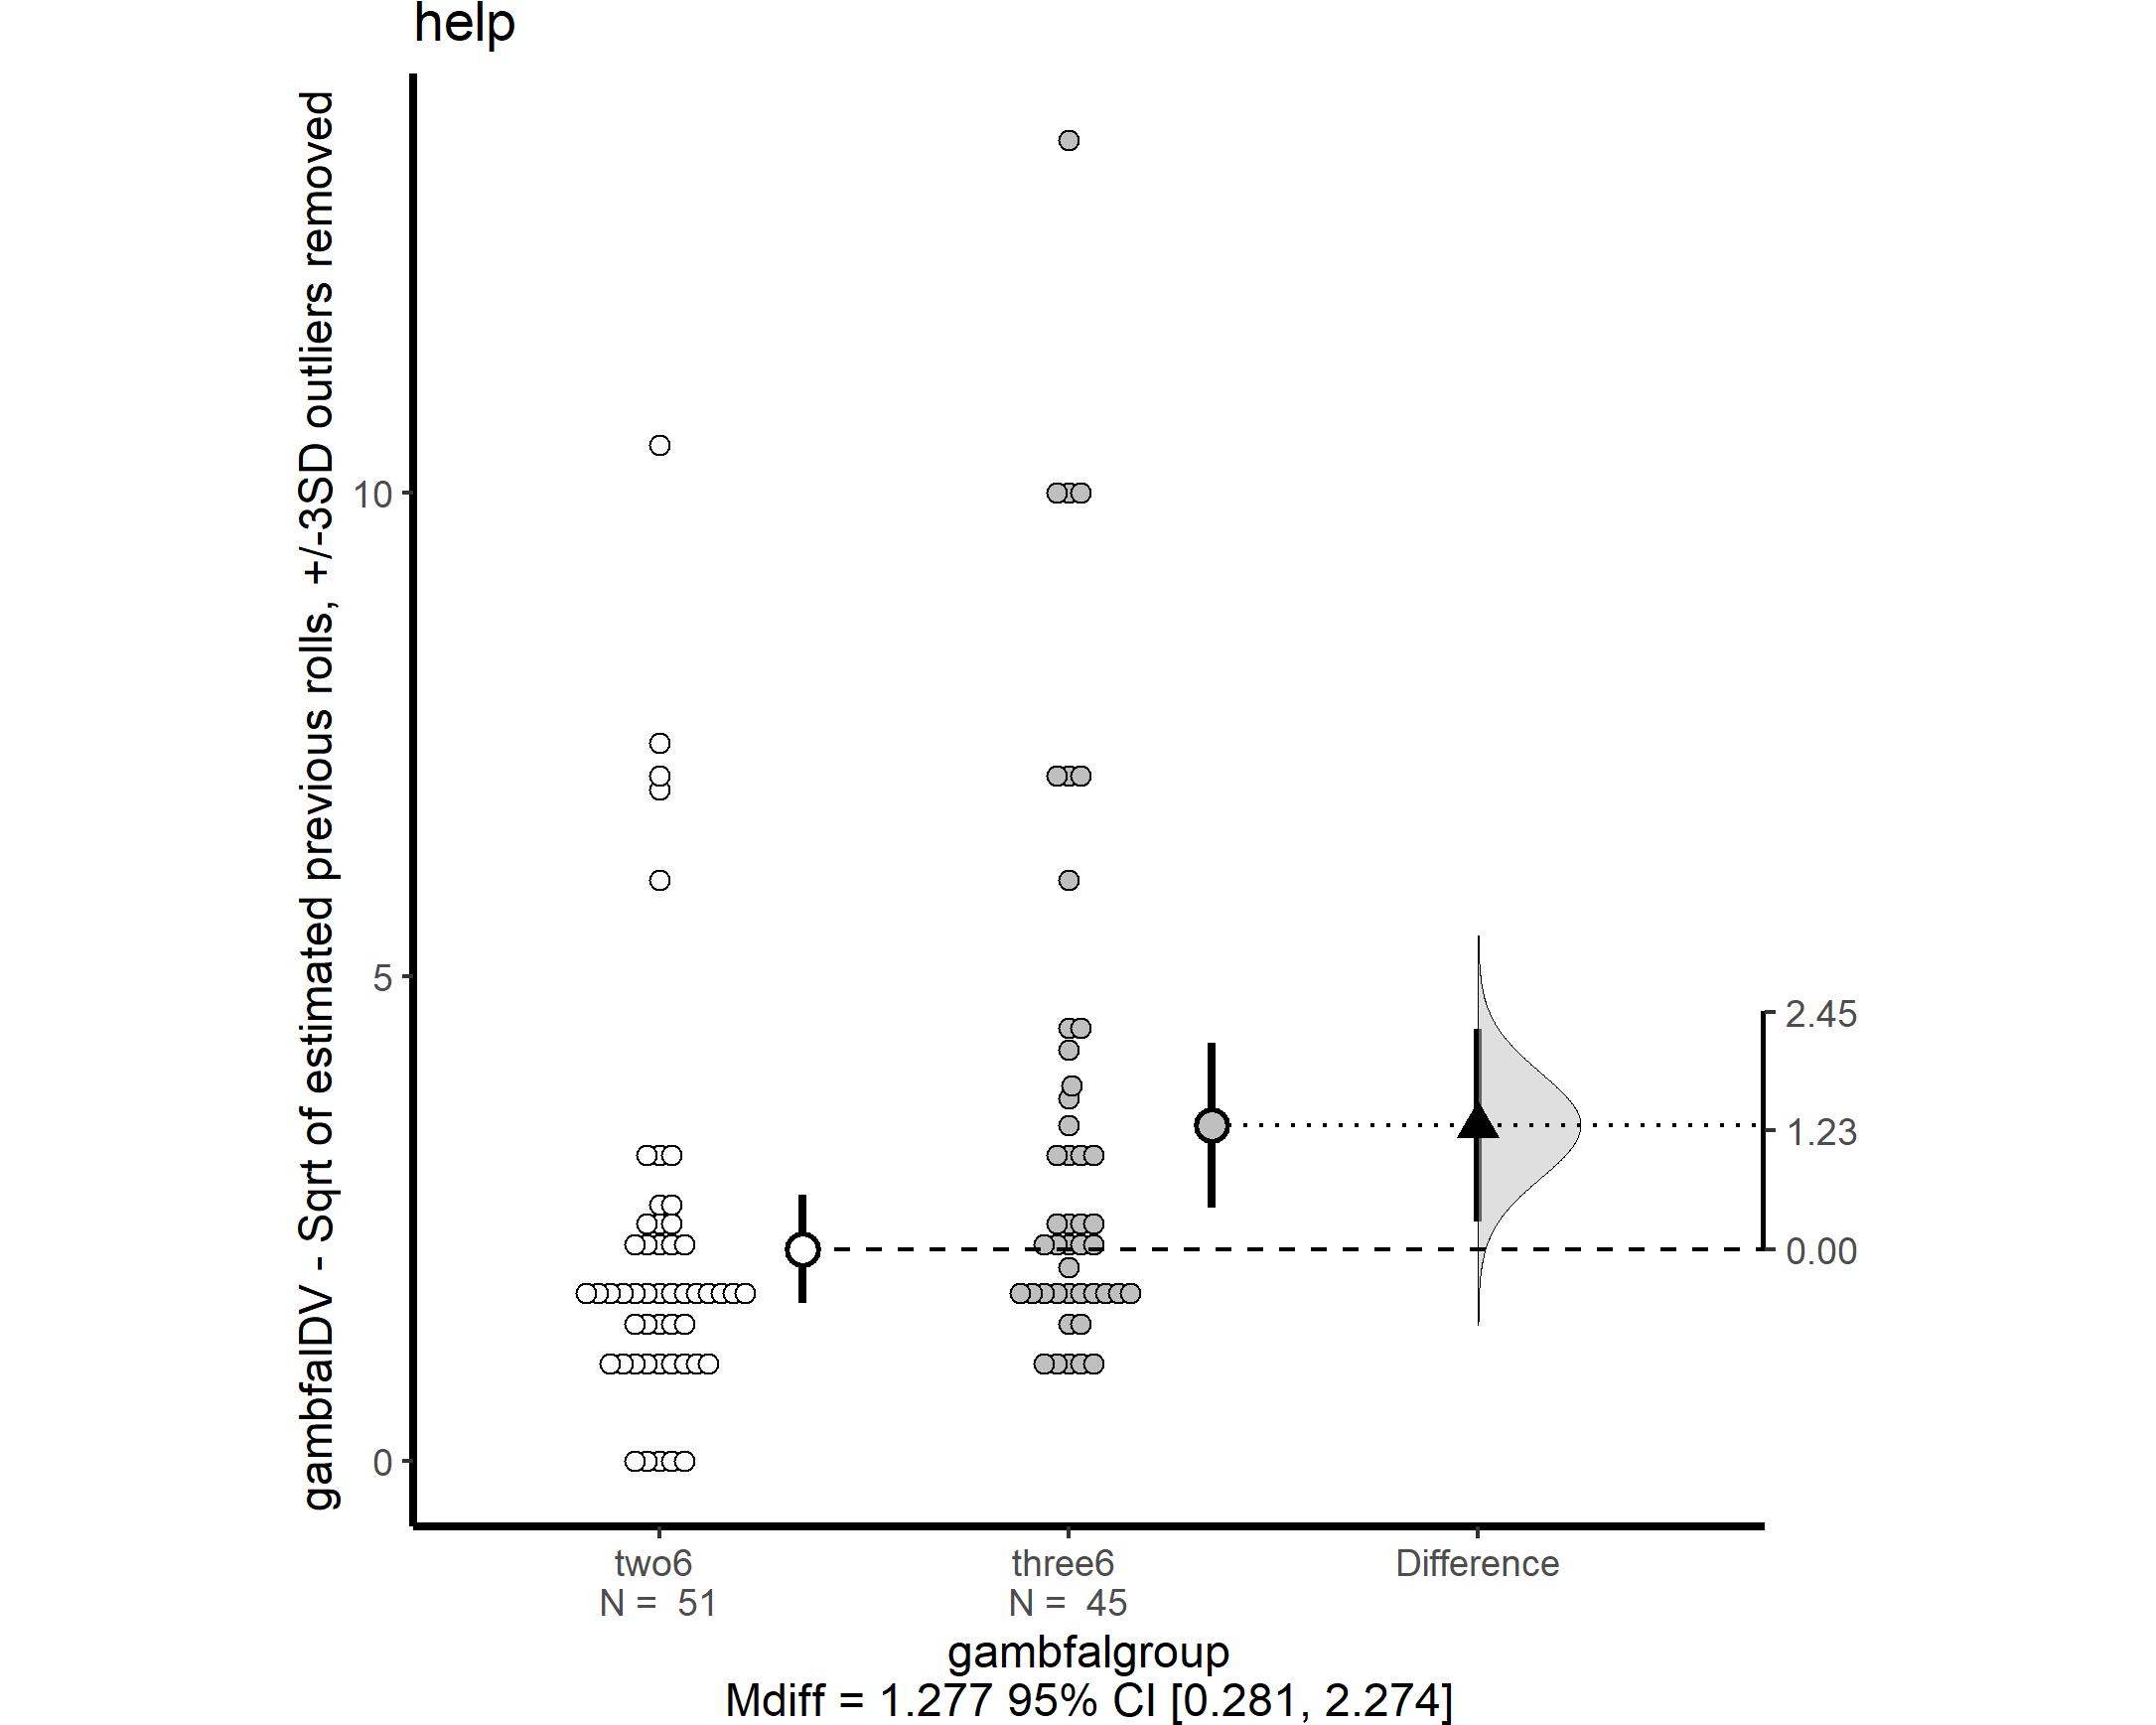 help
gambfalDV - Sqrt of estimated previous rolls, +/-3SD outliers removed
10
5
0
2.45
1.23
0.00
two6
N =  51
three6
N =  45
Difference
gambfalgroup
Mdiff = 1.277 95% CI [0.281, 2.274]